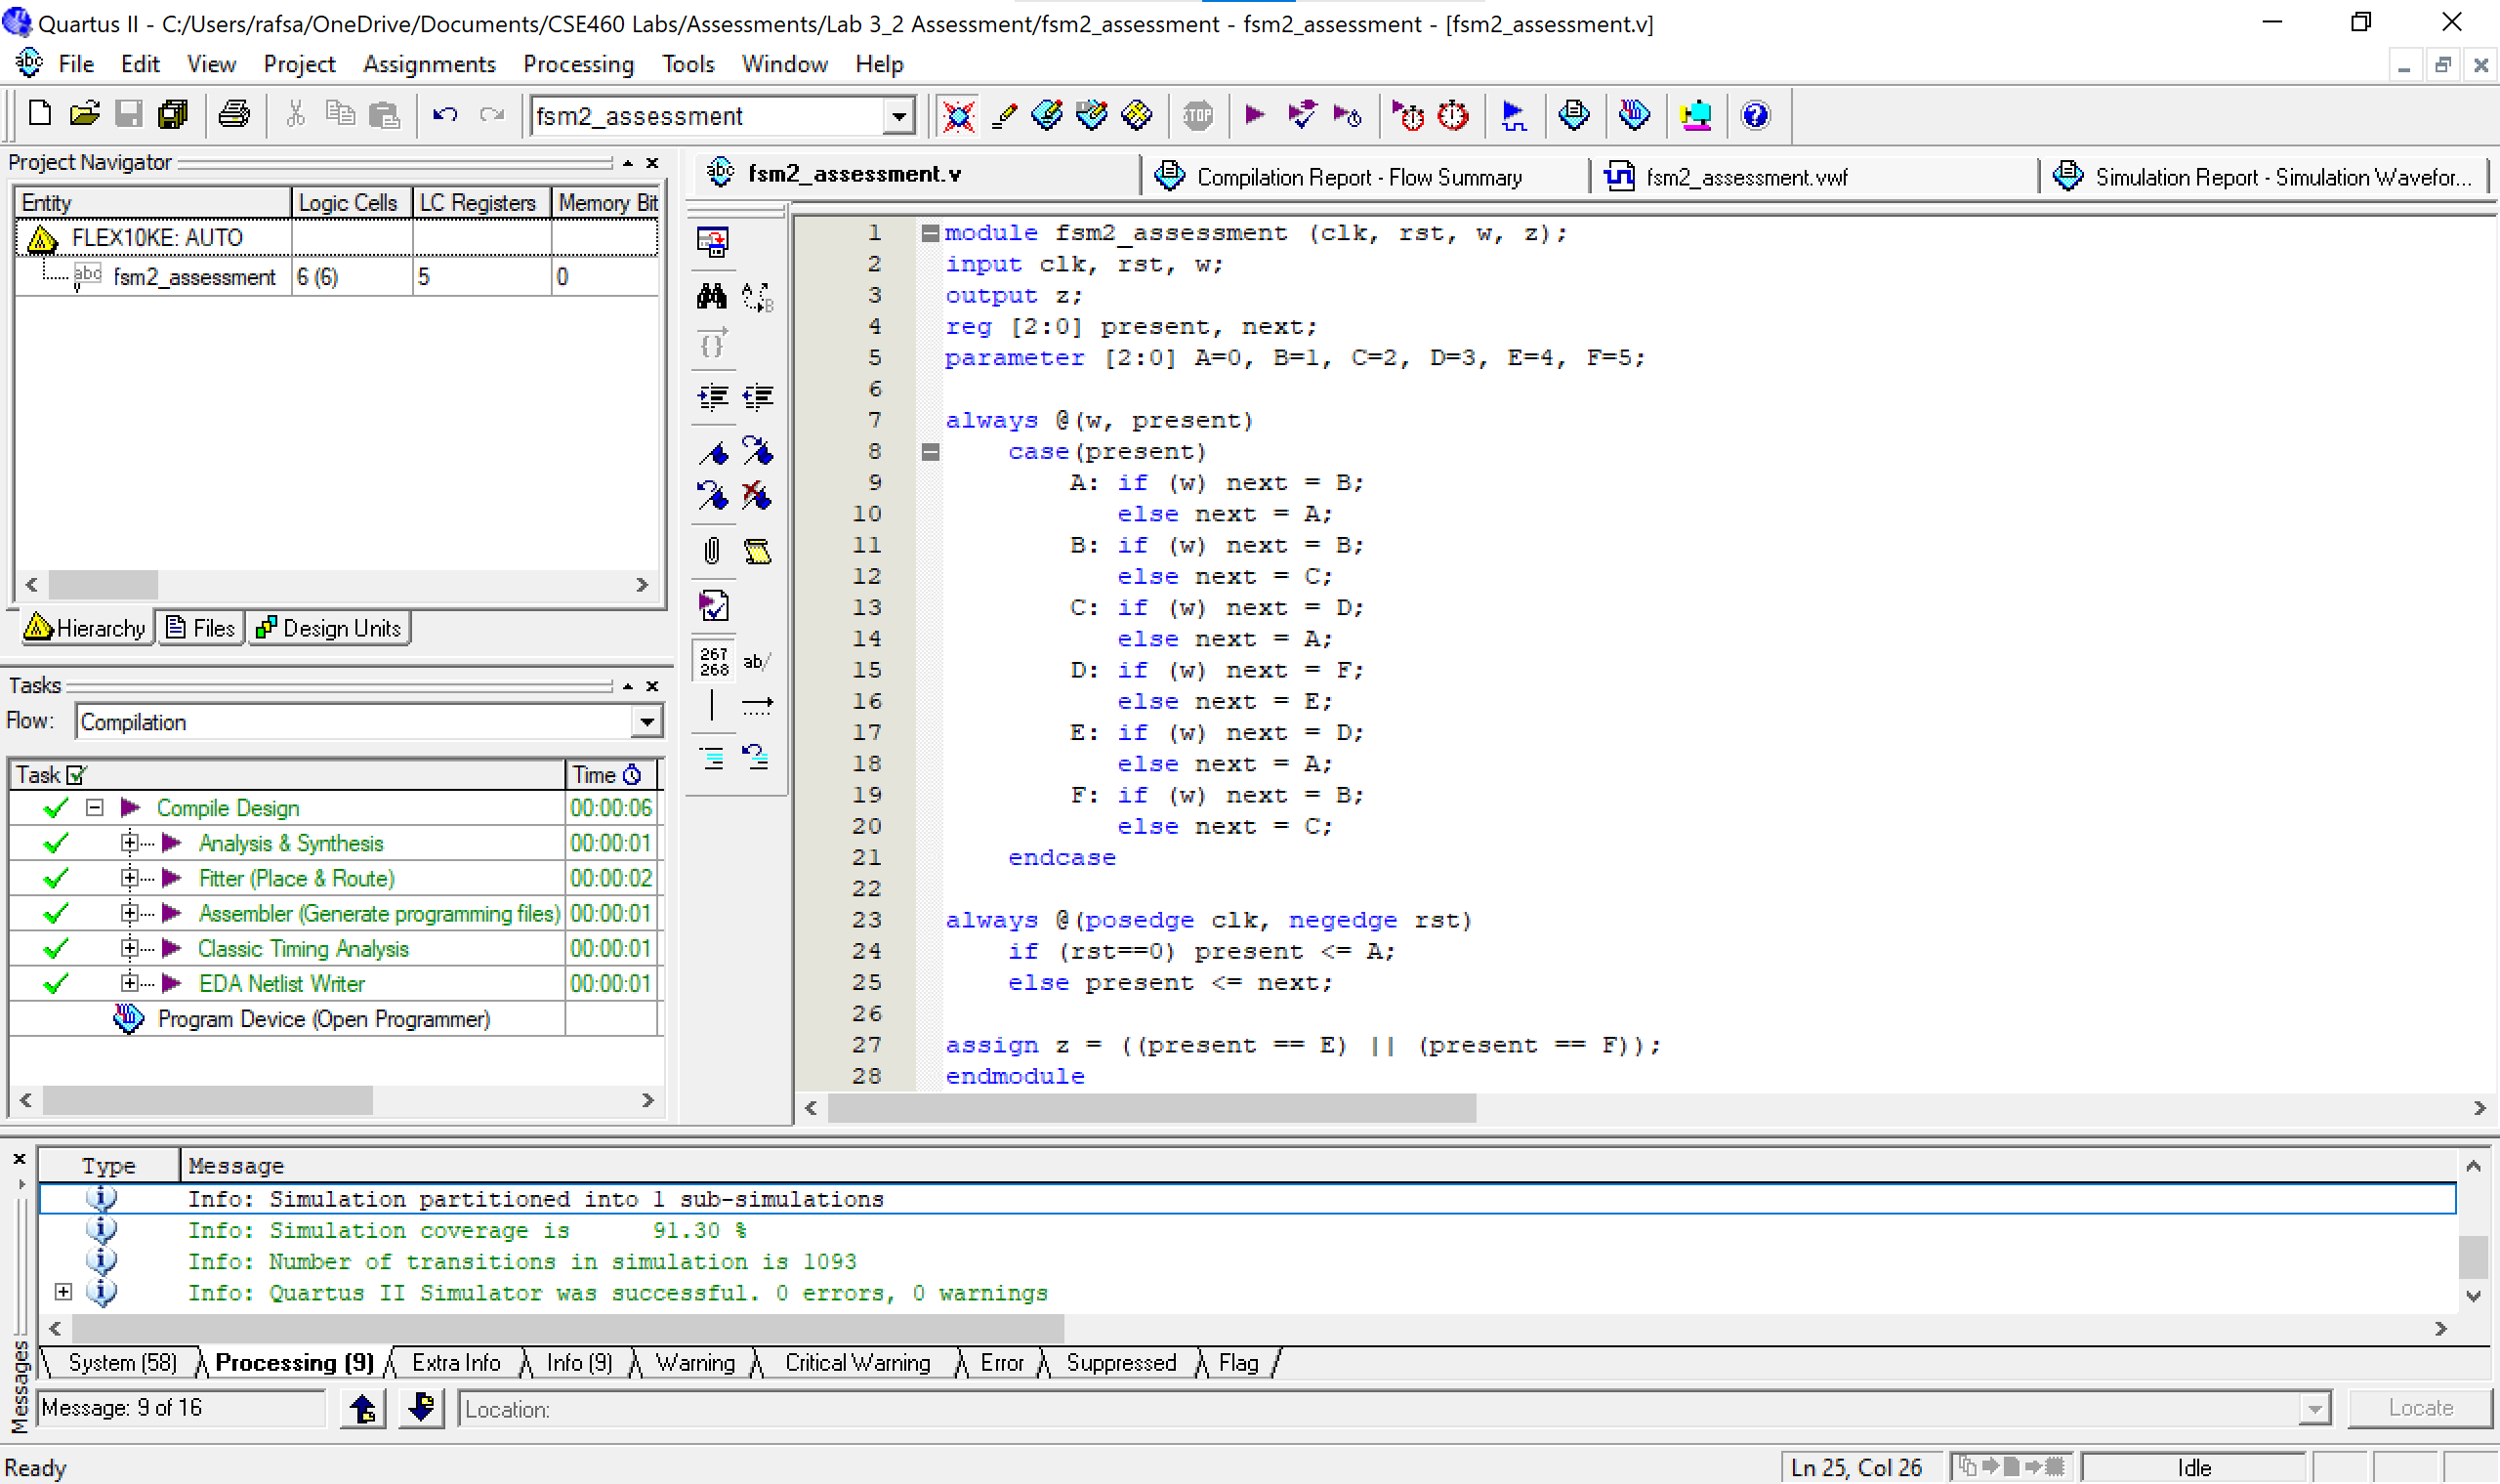 Quartus II - C:/Users/rafsa/OneDrive/Documents/CSE460 Labs/Assessments/Lab 3_2 Assessment/fsm2_assessment - fsm2_assessment - [fsm2_assessment.v]
File Edit View Project Assignments Processing Tools Window Help
fsm2_assessment
Project Navigator
Entity Logic Cells LC Registers Memory Bit
FLEX10KE: AUTO
fsm2_assessment 6 (6) 5 0
Hierarchy Files Design Units
Tasks
Flow: Compilation
Task Time
Compile Design 00:00:06
Analysis & Synthesis 00:00:01
Fitter (Place & Route) 00:00:02
Assembler (Generate programming files) 00:00:01
Classic Timing Analysis 00:00:01
EDA Netlist Writer 00:00:01
Program Device (Open Programmer)
fsm2_assessment.v Compilation Report - Flow Summary fsm2_assessment.vwf Simulation Report - Simulation Wavefor...
267
268
ab/
1 module fsm2_assessment (clk, rst, w, z);
2 input clk, rst, w;
3 output z;
4 reg [2:0] present, next;
5 parameter [2:0] A=0, B=1, C=2, D=3, E=4, F=5;
6
7 always @(w, present)
8 case(present)
9 A: if (w) next = B;
10 else next = A;
11 B: if (w) next = B;
12 else next = C;
13 C: if (w) next = D;
14 else next = A;
15 D: if (w) next = F;
16 else next = E;
17 E: if (w) next = D;
18 else next = A;
19 F: if (w) next = B;
20 else next = C;
21 endcase
22
23 always @(posedge clk, negedge rst)
24 if (rst==0) present <= A;
25 else present <= next;
26
27 assign z = ((present == E) || (present == F));
28 endmodule
Type Message
Info: Simulation partitioned into 1 sub-simulations
Info: Simulation coverage is 91.30 %
Info: Number of transitions in simulation is 1093
Info: Quartus II Simulator was successful. 0 errors, 0 warnings
System (58) Processing (9) Extra Info Info (9) Warning Critical Warning Error Suppressed Flag
Messages
Message: 9 of 16 Location: Locate
Ready Ln 25, Col 26 Idle